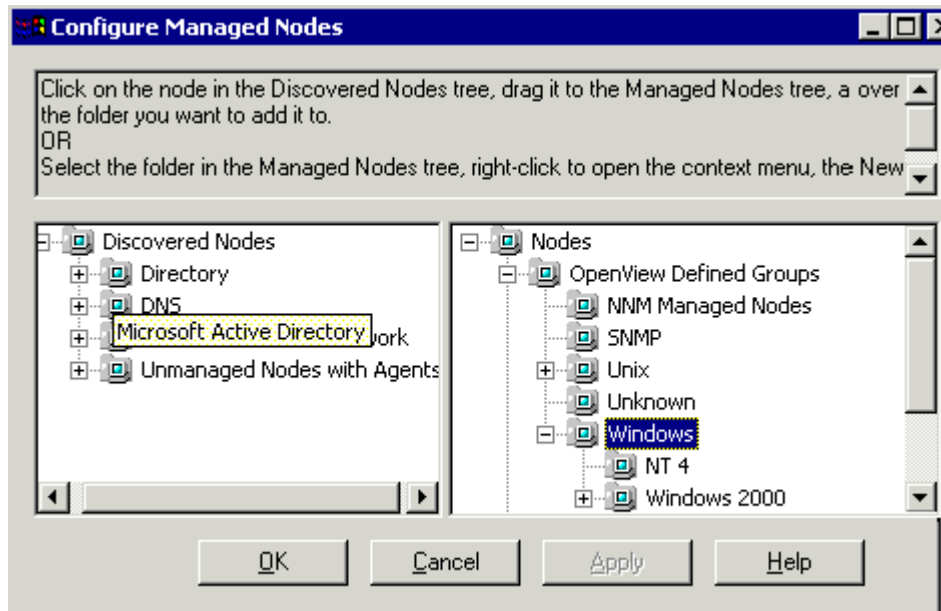 Configure Managed Nodes
Click on the node in the Discovered Nodes tree, drag it to the Managed Nodes tree, a over
the folder you want to add it to.
OR
Select the folder in the Managed Nodes tree, right-click to open the context menu, the New
Discovered Nodes
Directory
DNS
Microsoft Active Directory
Unmanaged Nodes with Agents
Nodes
OpenView Defined Groups
NNM Managed Nodes
SNMP
Unix
Unknown
Windows
NT 4
Windows 2000
OK
Cancel
Apply
Help